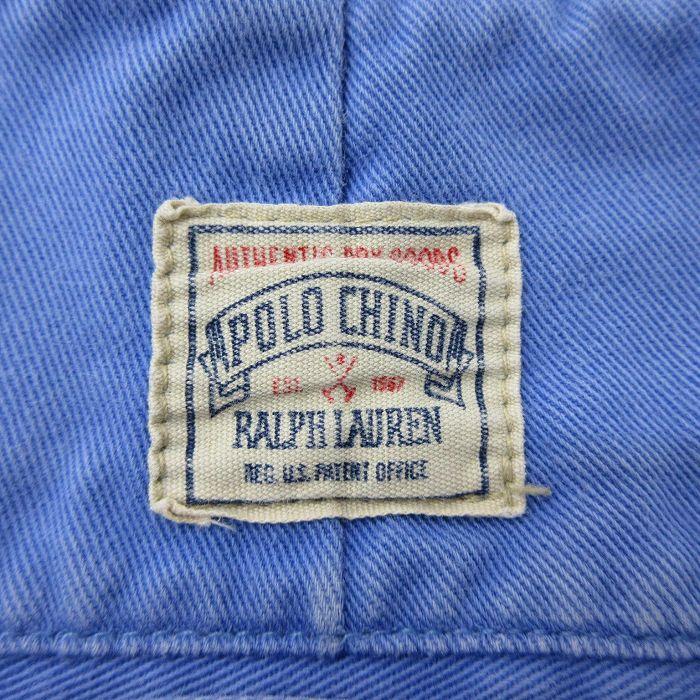 AUTHENTIC DRY GOODS
POLO CHINO
EST. 1967
RALPH LAUREN
REG. U.S. PATENT OFFICE